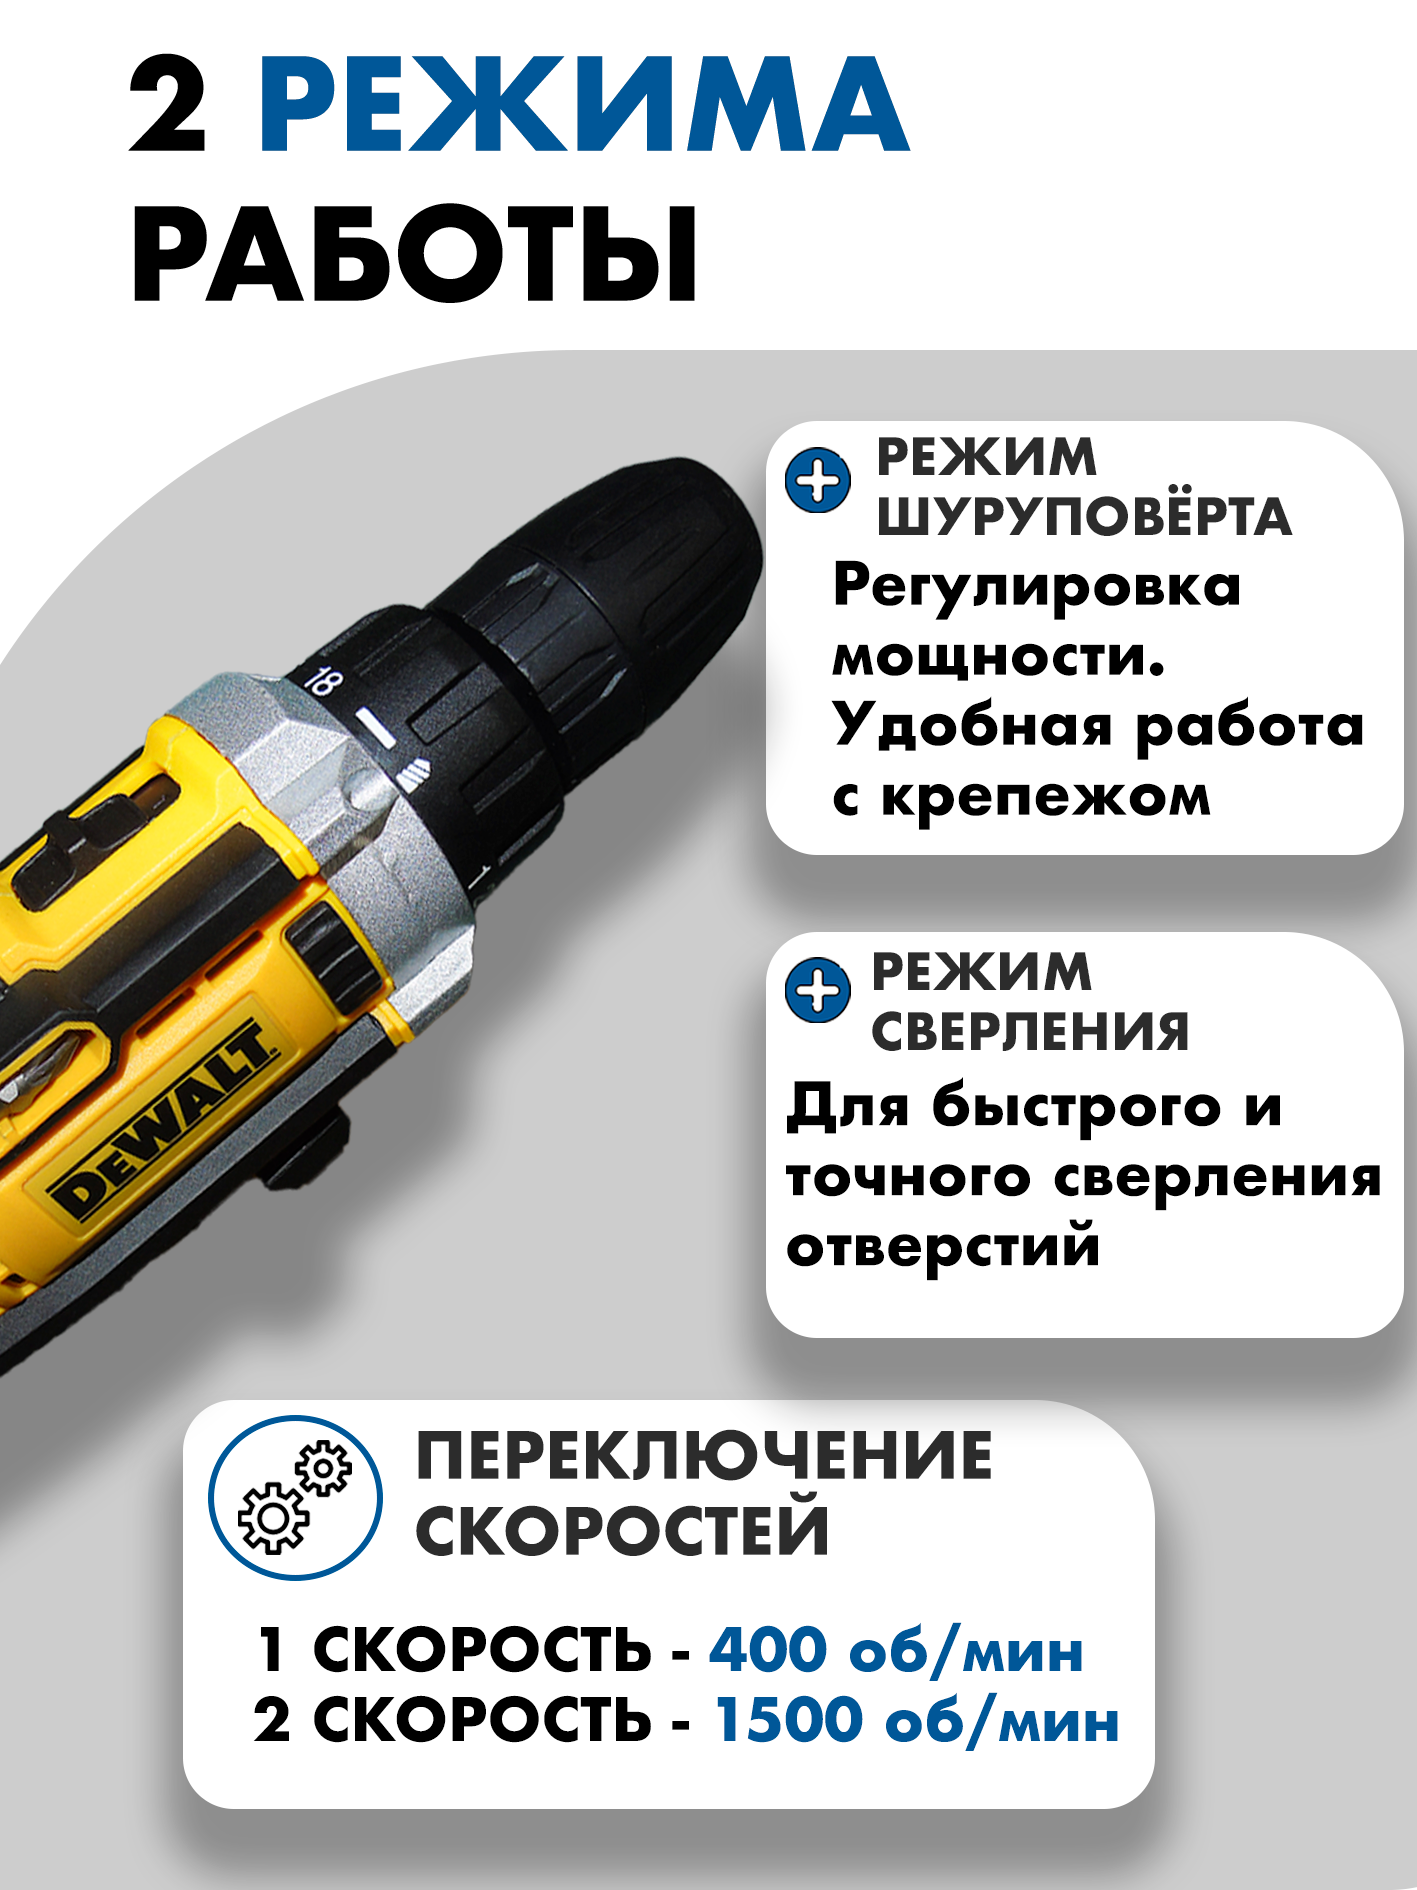 2 РЕЖИМА
РАБОТЫ
РЕЖИМ
ШУРУПОВЁРТА
Регулировка
мощности.
Удобная работа
с крепежом
18
1
DEWALT
РЕЖИМ
СВЕРЛЕНИЯ
Для быстрого и
точного сверления
отверстий
ПЕРЕКЛЮЧЕНИЕ
СКОРОСТЕЙ
1 СКОРОСТЬ - 400 об/мин
2 СКОРОСТЬ - 1500 об/мин